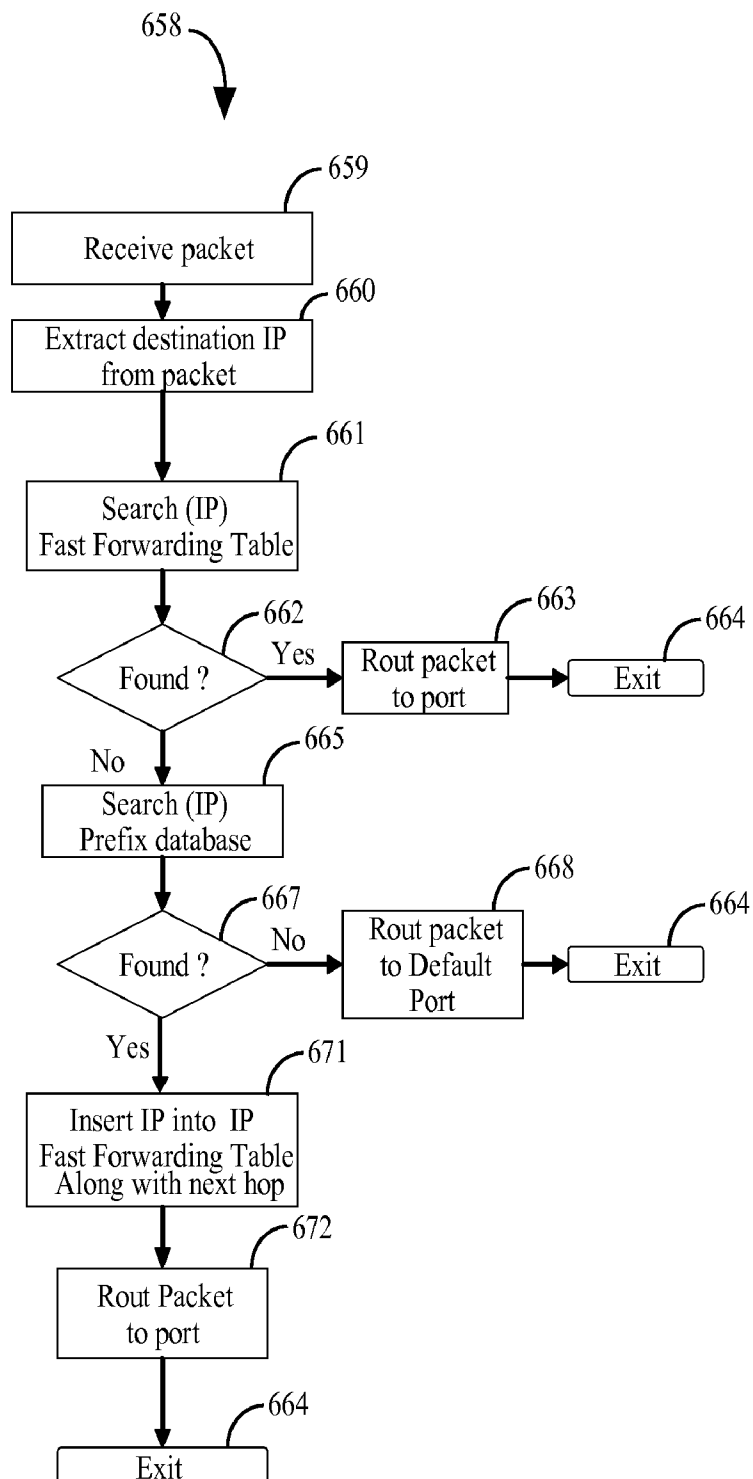 658
659
Receive packet
660
Extract destination IP
from packet
661
Search (IP)
Fast Forwarding Table
662
Found ?
Yes
663
Rout packet
to port
664
Exit
No
665
Search (IP)
Prefix database
667
Found ?
No
668
Rout packet
to Default
Port
664
Exit
Yes
671
Insert IP into IP
Fast Forwarding Table
Along with next hop
672
Rout Packet
to port
664
Exit